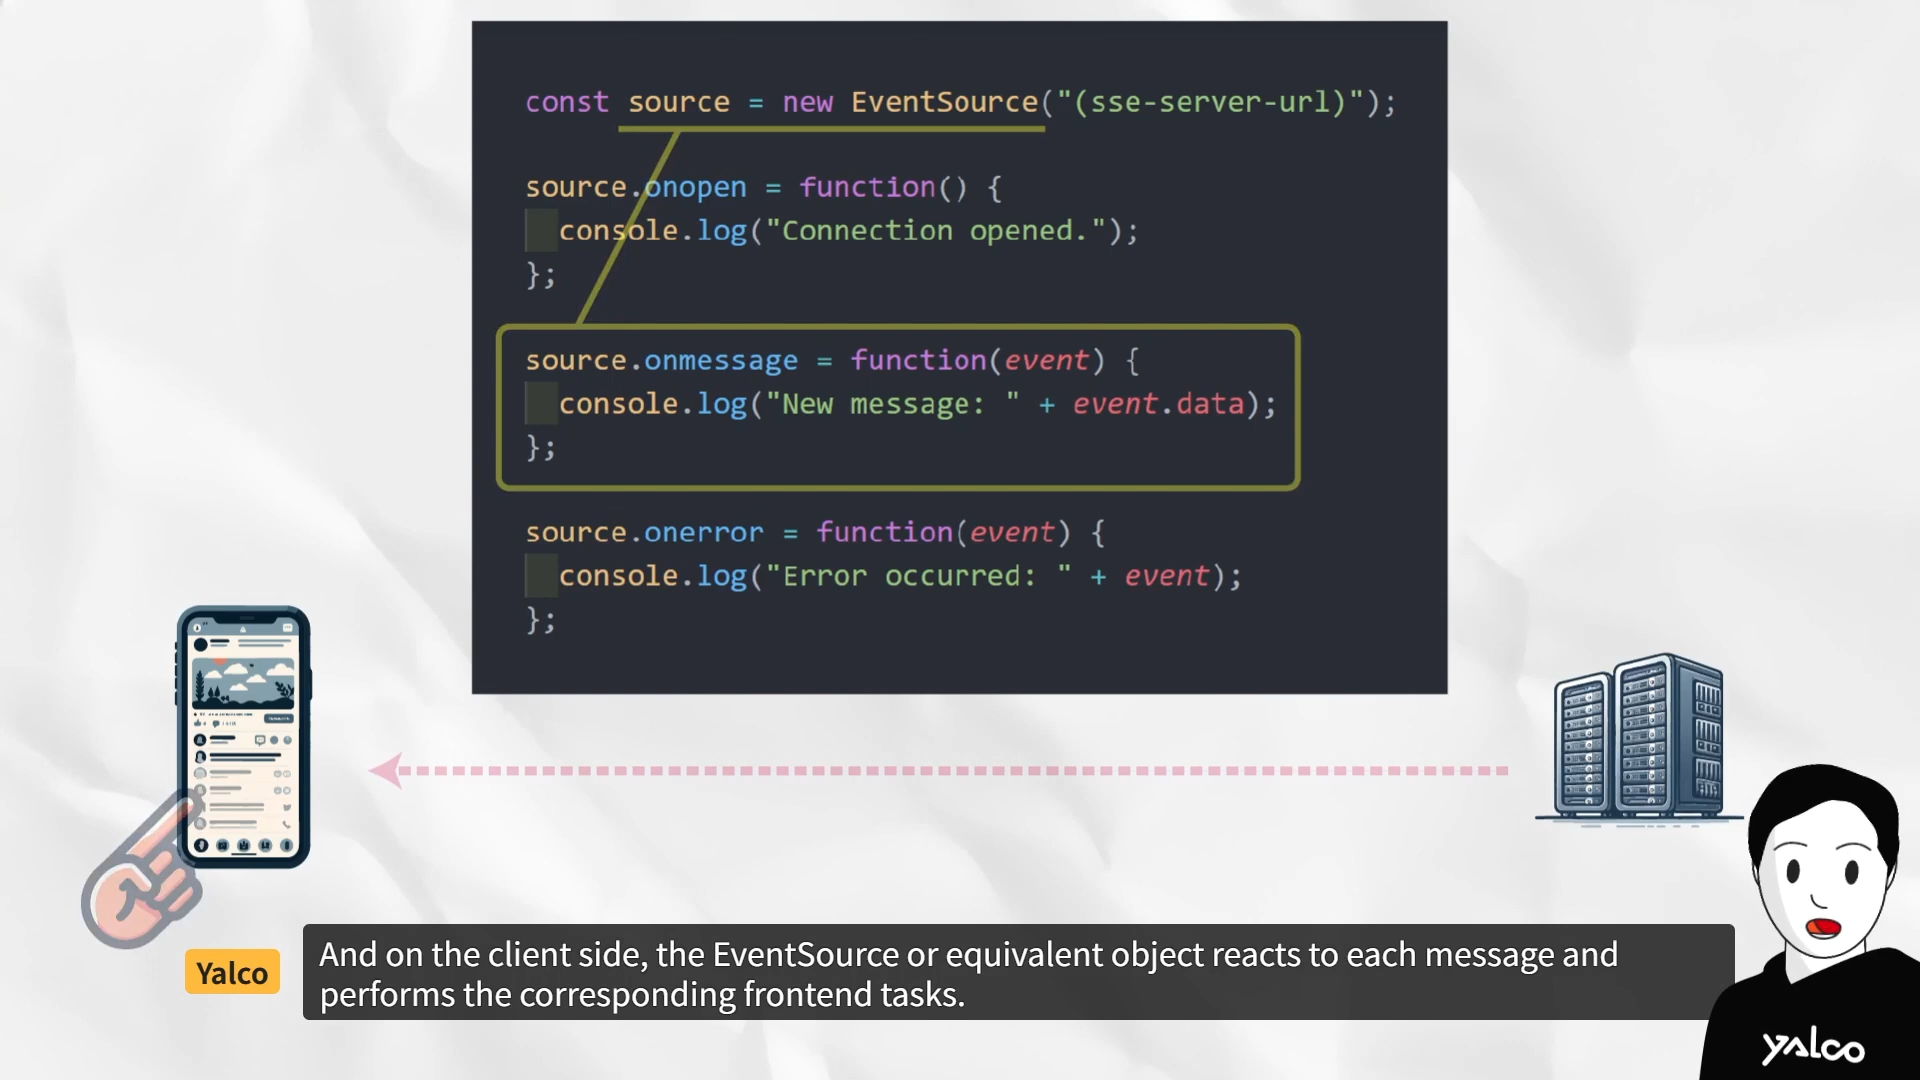 const source = new EventSource("(sse-server-url)");
source.onopen = function() {
console.log("Connection opened.");
};
source.onmessage = function(event) {
console.log("New message: " + event.data);
};
source.onerror = function(event) {
console.log("Error occurred: " + event);
};
Yalco
And on the client side, the EventSource or equivalent object reacts to each message and
performs the corresponding frontend tasks.
yalco